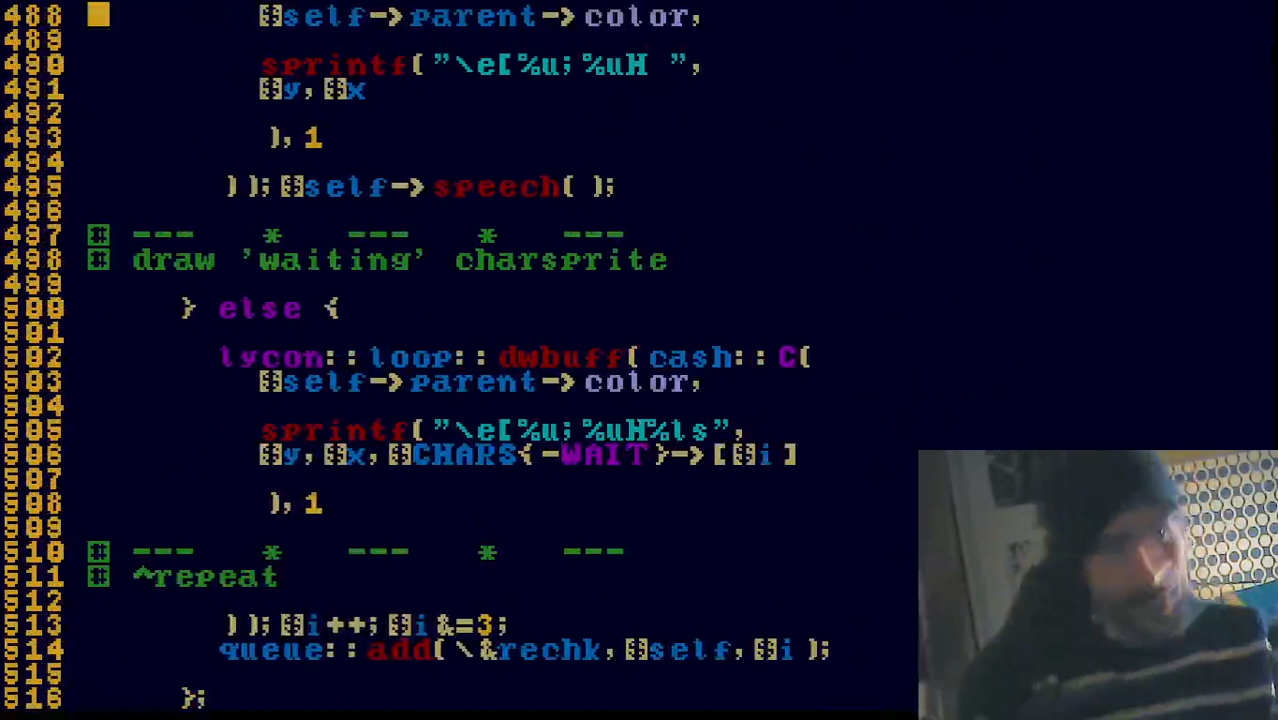 488 $self->parent->color,
489
490 sprintf("\e[%u;%uH ",
491 $y,$x
492
493 ),1
494
495 ));$self->speech( );
496
497 # --- * --- * ---
498 # draw 'waiting' charsprite
499
500 } else {
501
502 lycon::loop::dwbuff( cash::C(
503 $self->parent->color,
504
505 sprintf("\e[%u;%uH%ls",
506 $y,$x,$CHARS{-WAIT}->[$i]
507
508 ),1
509
510 # --- * --- * ---
511 # ^repeat
512
513 ));$i++;$i&=3;
514 queue::add(\&rechk,$self,$i );
515
516 };